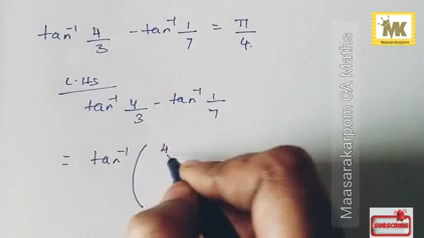 tan⁻¹ 4/3 - tan⁻¹ 1/7 = π/4.
L.H.S
tan⁻¹ 4/3 - tan⁻¹ 1/7
= tan⁻¹ ( 4
MK
Maasarakarpom
Maasarakarpom CA Maths
SUBSCRIBE